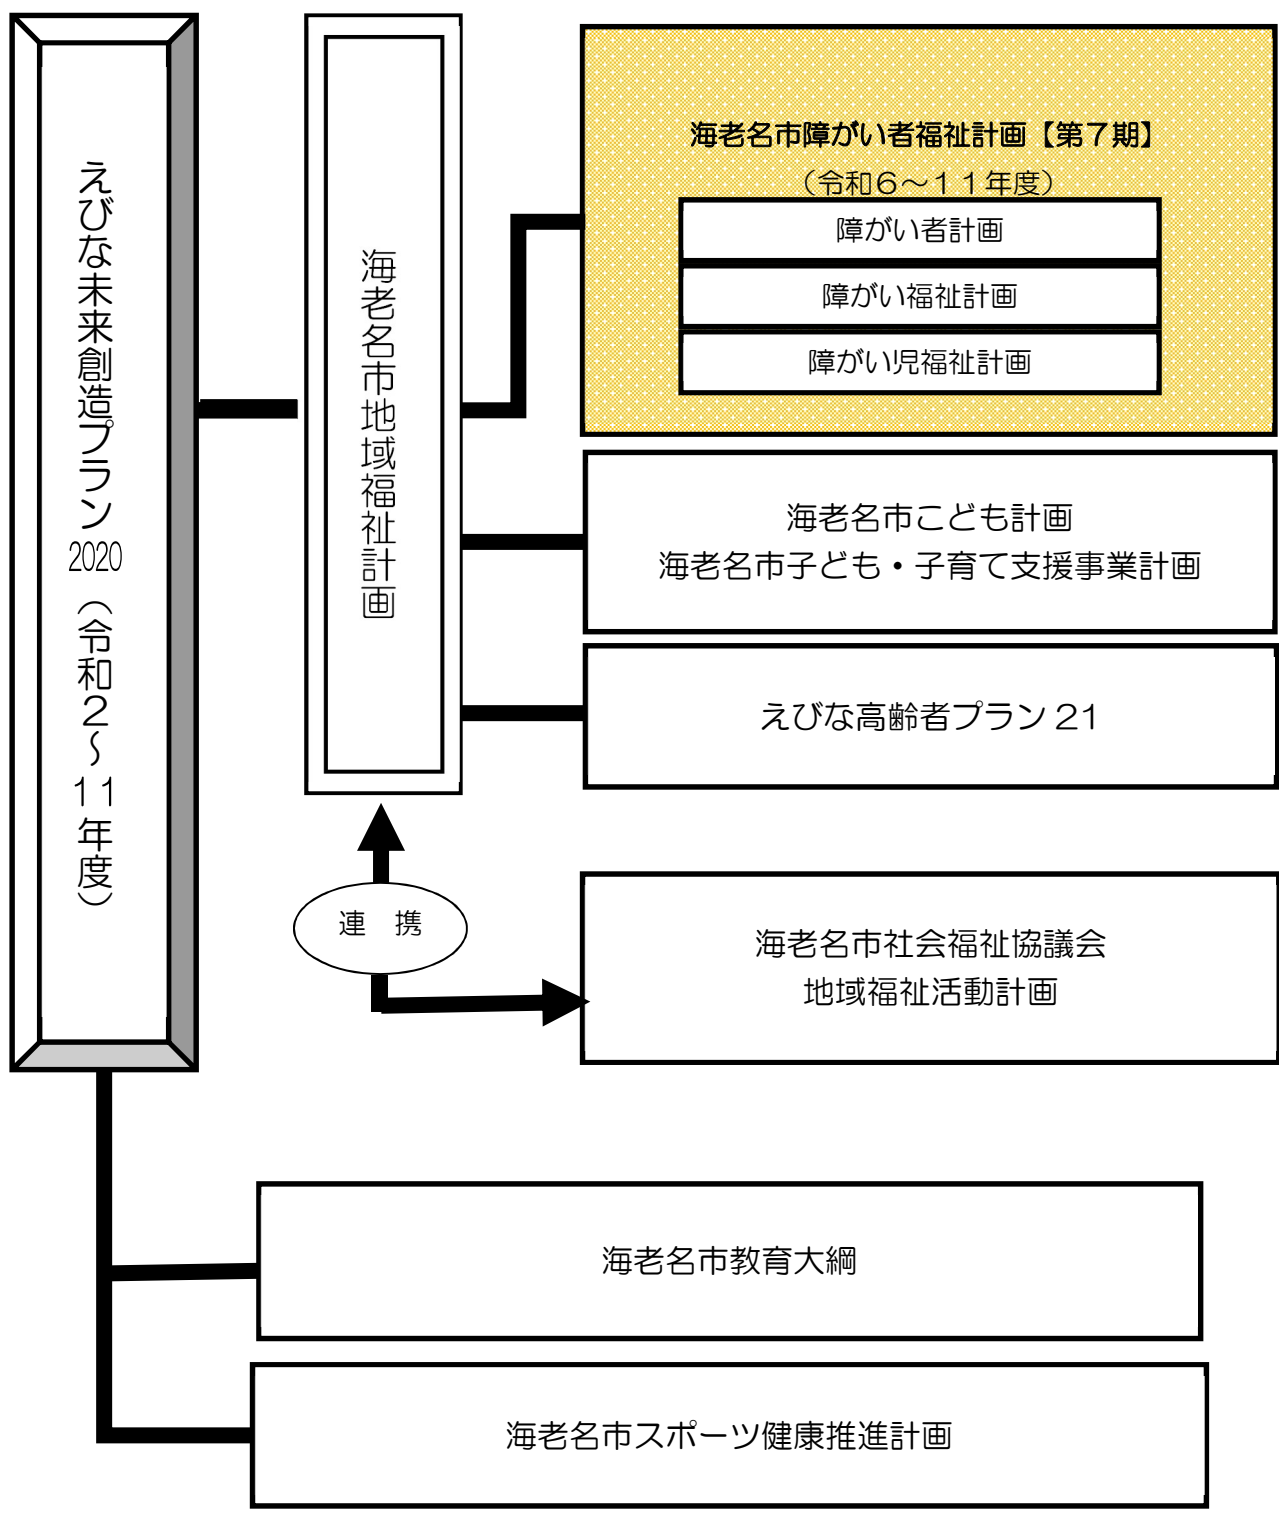 えびな未来創造プラン2020（令和２～11年度）
海老名市地域福祉計画
海老名市障がい者福祉計画【第７期】
（令和６～１１年度）
障がい者計画
障がい福祉計画
障がい児福祉計画
海老名市こども計画
海老名市子ども・子育て支援事業計画
えびな高齢者プラン21
連　携
海老名市社会福祉協議会
地域福祉活動計画
海老名市教育大綱
海老名市スポーツ健康推進計画